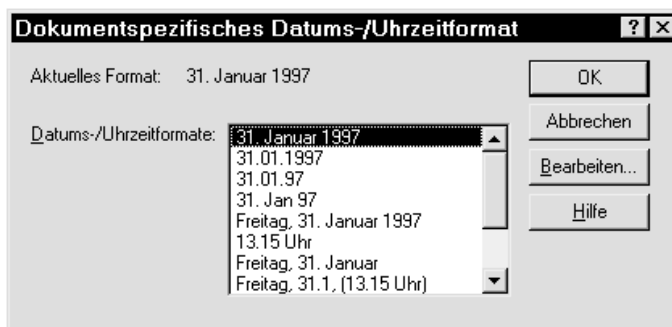 Dokumentspezifisches Datums-/Uhrzeitformat
Aktuelles Format: 31. Januar 1997
OK
Abbrechen
Bearbeiten...
Hilfe
Datums-/Uhrzeitformate:
31. Januar 1997
31.01.1997
31.01.97
31. Jan 97
Freitag, 31. Januar 1997
13.15 Uhr
Freitag, 31. Januar
Freitag, 31.1, (13.15 Uhr)